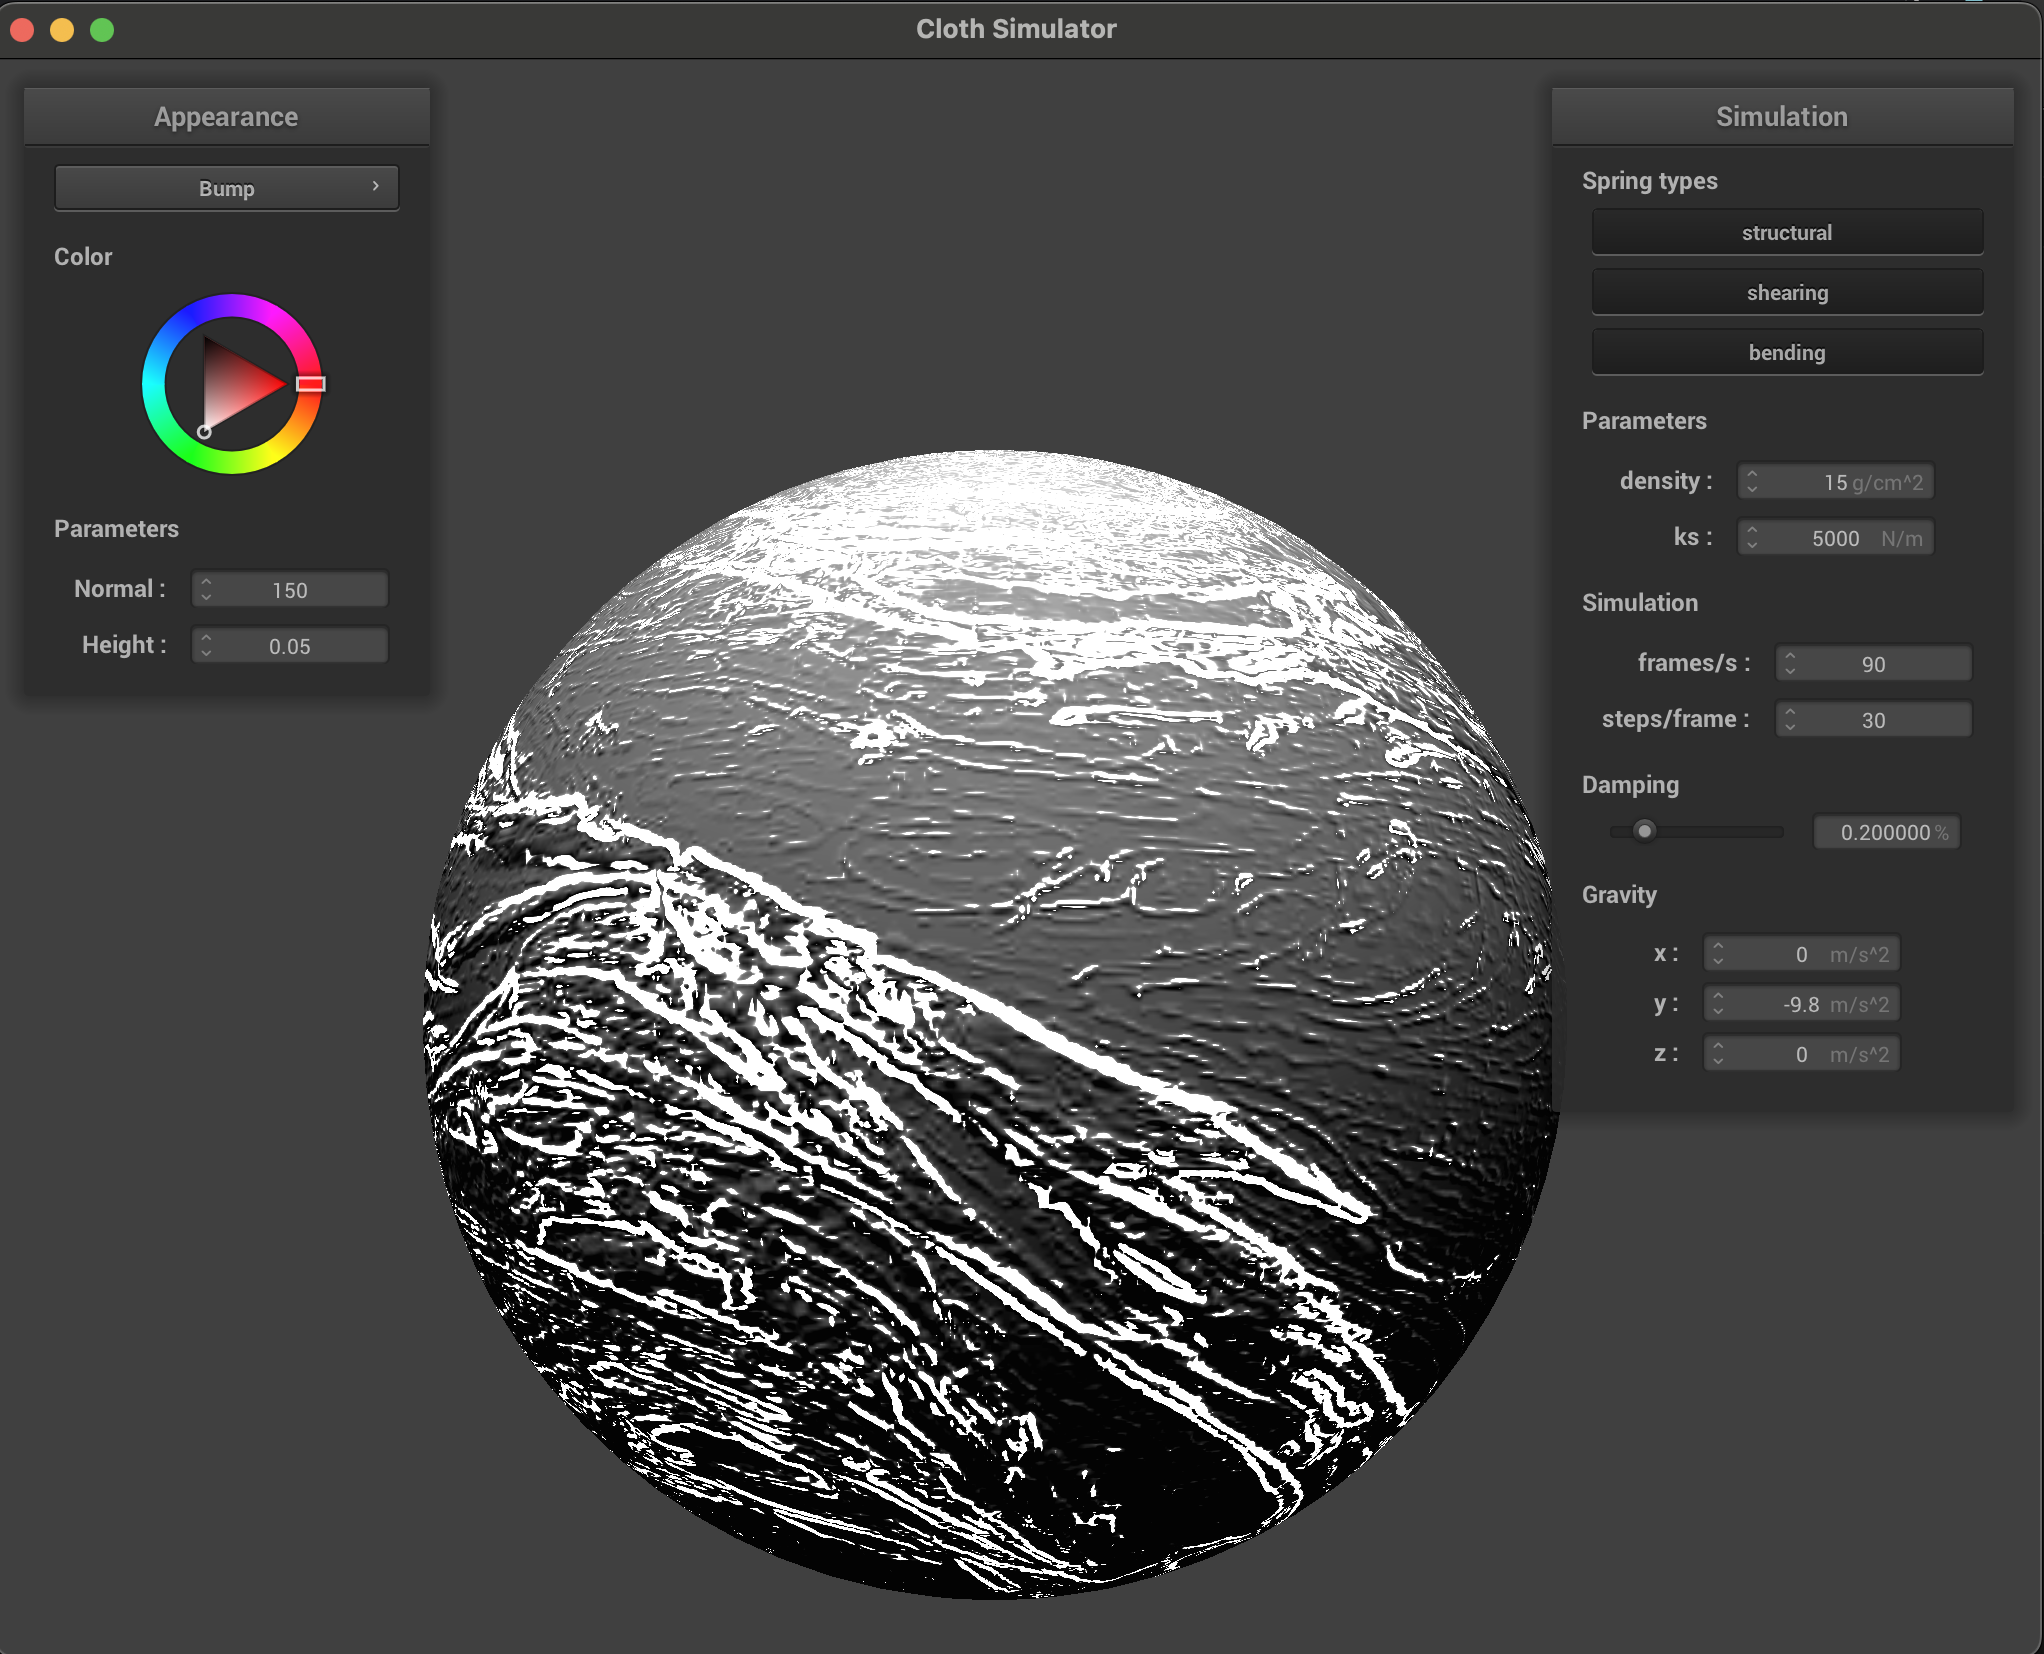 Cloth Simulator
Appearance
Bump
Color
Parameters
Normal : 150
Height : 0.05
Simulation
Spring types
structural
shearing
bending
Parameters
density : 15 g/cm^2
ks : 5000 N/m
Simulation
frames/s : 90
steps/frame : 30
Damping
0.200000 %
Gravity
x : 0 m/s^2
y : -9.8 m/s^2
z : 0 m/s^2